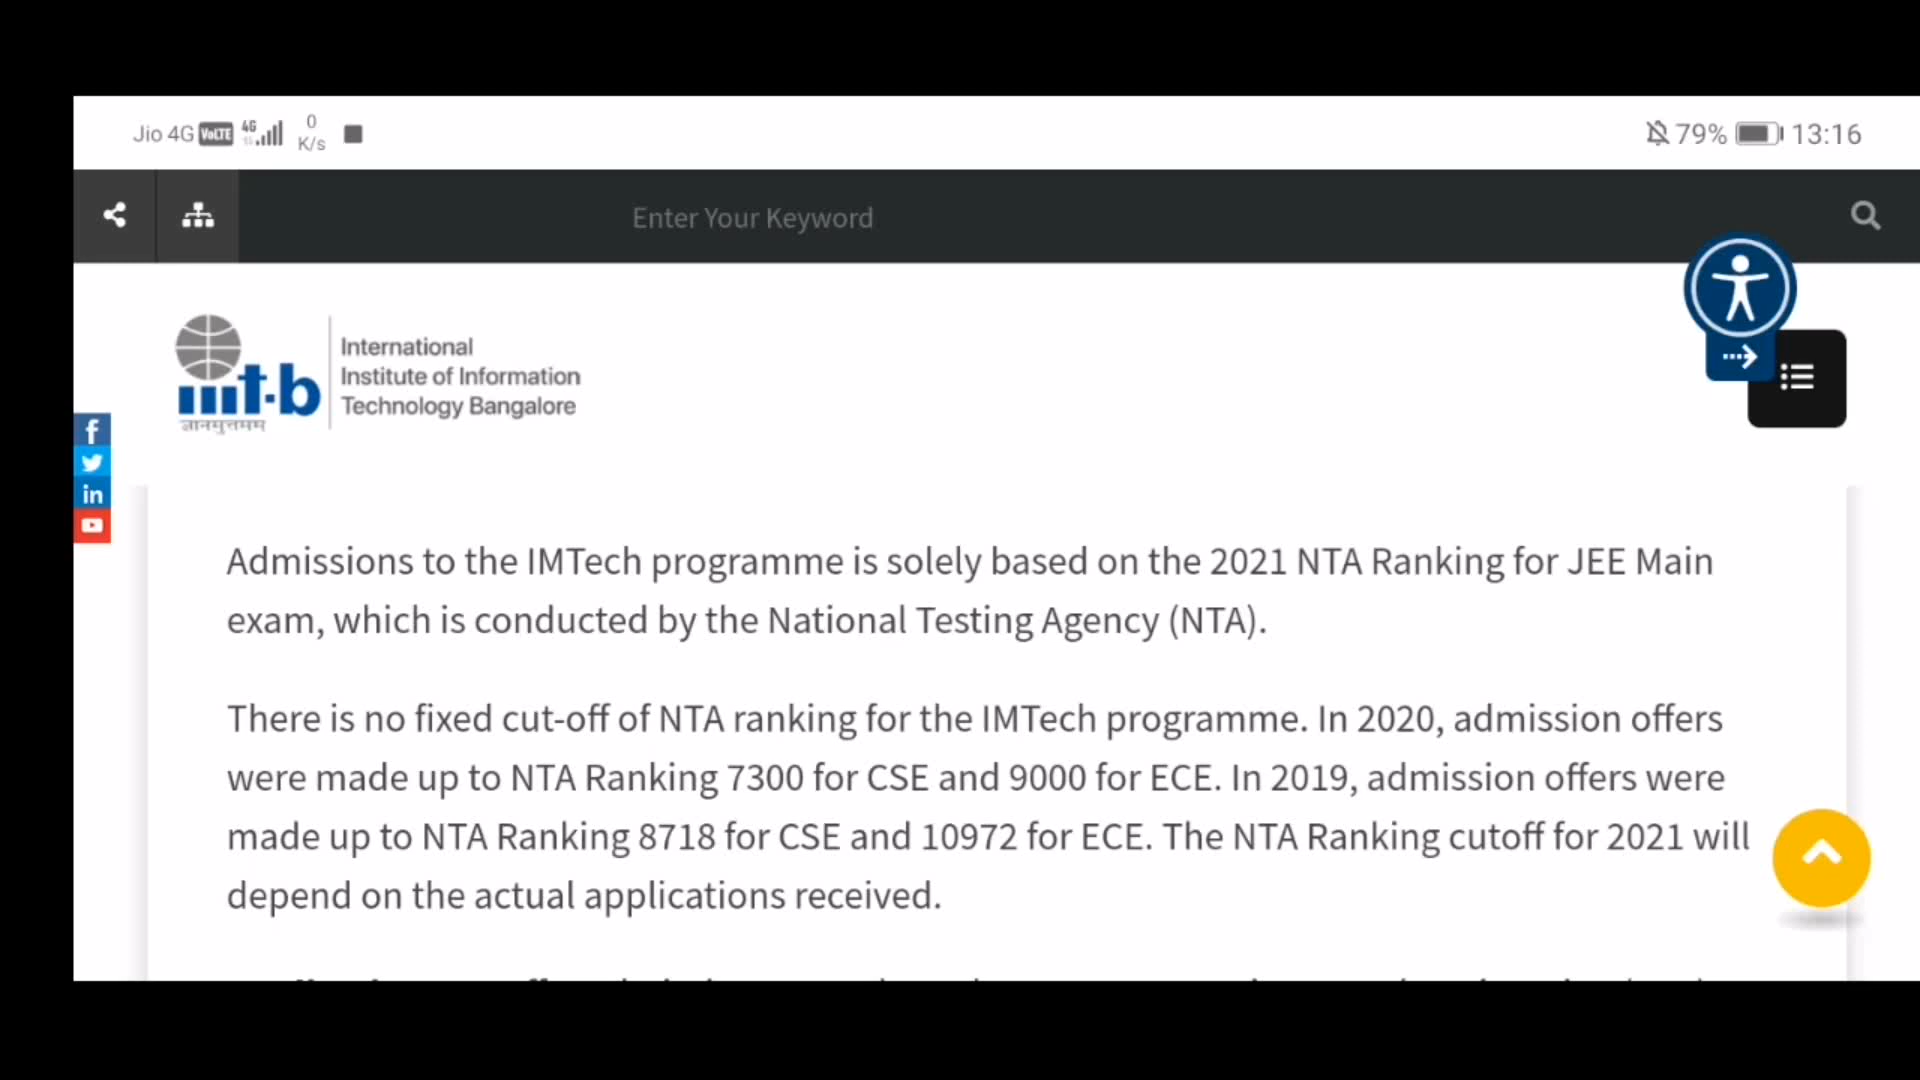 Jio 4G VoLTE 4G 0 K/s 79% 13:16
Enter Your Keyword
iiit-b
ज्ञानमुत्तमम्
International
Institute of Information
Technology Bangalore
f
in
Admissions to the IMTech programme is solely based on the 2021 NTA Ranking for JEE Main
exam, which is conducted by the National Testing Agency (NTA).
There is no fixed cut-off of NTA ranking for the IMTech programme. In 2020, admission offers
were made up to NTA Ranking 7300 for CSE and 9000 for ECE. In 2019, admission offers were
made up to NTA Ranking 8718 for CSE and 10972 for ECE. The NTA Ranking cutoff for 2021 will
depend on the actual applications received.